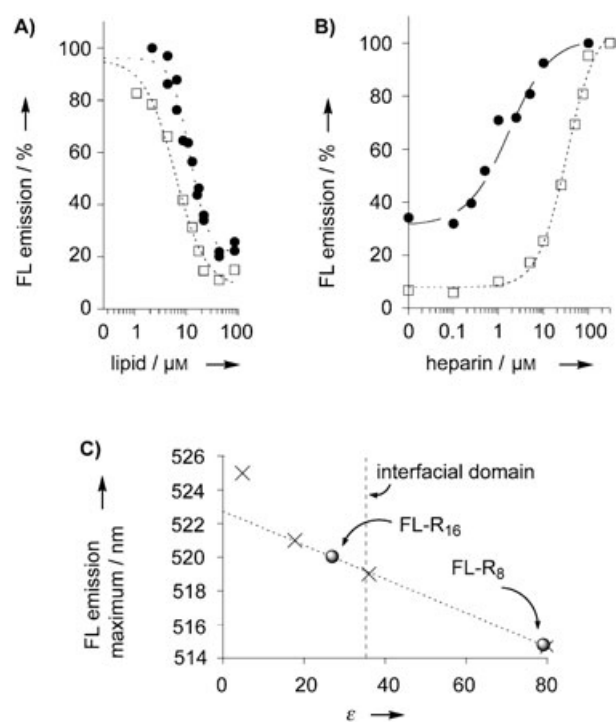 A)
FL emission / %
100
80
60
40
20
0
0 1 10 100
lipid / µM
B)
FL emission / %
100
80
60
40
20
0
0 0.1 1 10 100
heparin / µM
C)
FL emission
maximum / nm
526
524
522
520
518
516
514
interfacial domain
FL-R16
FL-R8
0 20 40 60 80
ε